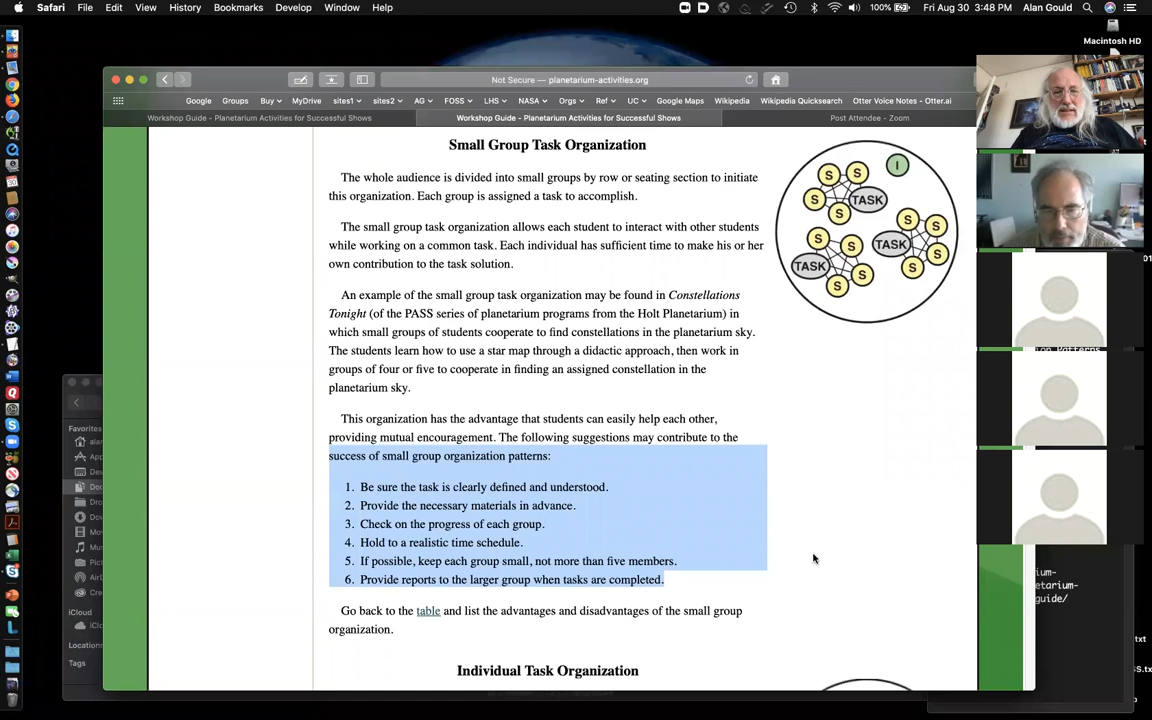 Safari File Edit View History Bookmarks Develop Window Help 100% Fri Aug 30 3:48 PM Alan Gould
Macintosh HD
Not Secure — planetarium-activities.org
Google Groups Buy MyDrive sites1 sites2 AG FOSS LHS NASA Orgs Ref UC Google Maps Wikipedia Wikipedia Quicksearch Otter Voice Notes - Otter.ai
Workshop Guide - Planetarium Activities for Successful Shows Workshop Guide - Planetarium Activities for Successful Shows Post Attendee - Zoom
Small Group Task Organization
The whole audience is divided into small groups by row or seating section to initiate
this organization. Each group is assigned a task to accomplish.
The small group task organization allows each student to interact with other students
while working on a common task. Each individual has sufficient time to make his or her
own contribution to the task solution.
An example of the small group task organization may be found in Constellations
Tonight (of the PASS series of planetarium programs from the Holt Planetarium) in
which small groups of students cooperate to find constellations in the planetarium sky.
The students learn how to use a star map through a didactic approach, then work in
groups of four or five to cooperate in finding an assigned constellation in the
planetarium sky.
This organization has the advantage that students can easily help each other,
providing mutual encouragement. The following suggestions may contribute to the
success of small group organization patterns:
1. Be sure the task is clearly defined and understood.
2. Provide the necessary materials in advance.
3. Check on the progress of each group.
4. Hold to a realistic time schedule.
5. If possible, keep each group small, not more than five members.
6. Provide reports to the larger group when tasks are completed.
Go back to the table and list the advantages and disadvantages of the small group
organization.
Individual Task Organization
I
S S
S TASK
S
S S
S TASK S
TASK S S
S
Favorites
iCloud
Locations
Tags